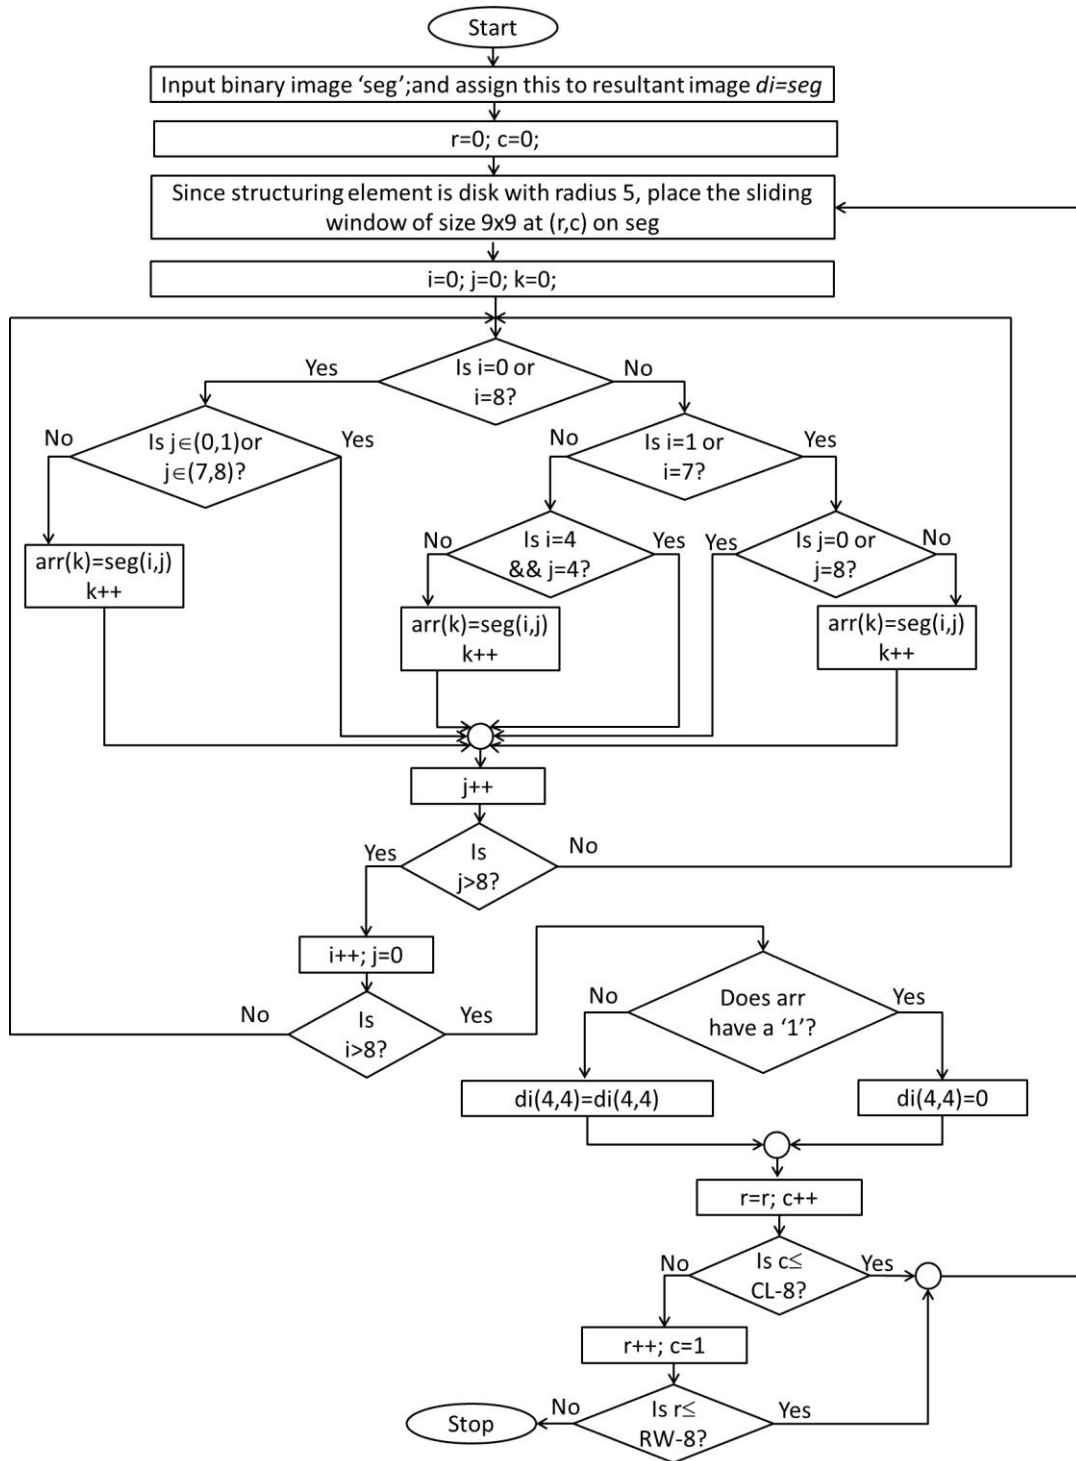 Start
Input binary image ‘seg’;and assign this to resultant image di=seg
r=0; c=0;
Since structuring element is disk with radius 5, place the sliding
window of size 9x9 at (r,c) on seg
i=0; j=0; k=0;
Yes
Is i=0 or
i=8?
No
No
Is j∈(0,1)or
j∈(7,8)?
Yes
No
Is i=1 or
i=7?
Yes
arr(k)=seg(i,j)
k++
No
Is i=4
&& j=4?
Yes
Yes
Is j=0 or
j=8?
No
arr(k)=seg(i,j)
k++
arr(k)=seg(i,j)
k++
j++
Yes
Is
j>8?
No
i++; j=0
No
Is
i>8?
Yes
No
Does arr
have a ‘1’?
Yes
di(4,4)=di(4,4)
di(4,4)=0
r=r; c++
No
Is c≤
CL-8?
Yes
r++; c=1
Stop
No
Is r≤
RW-8?
Yes